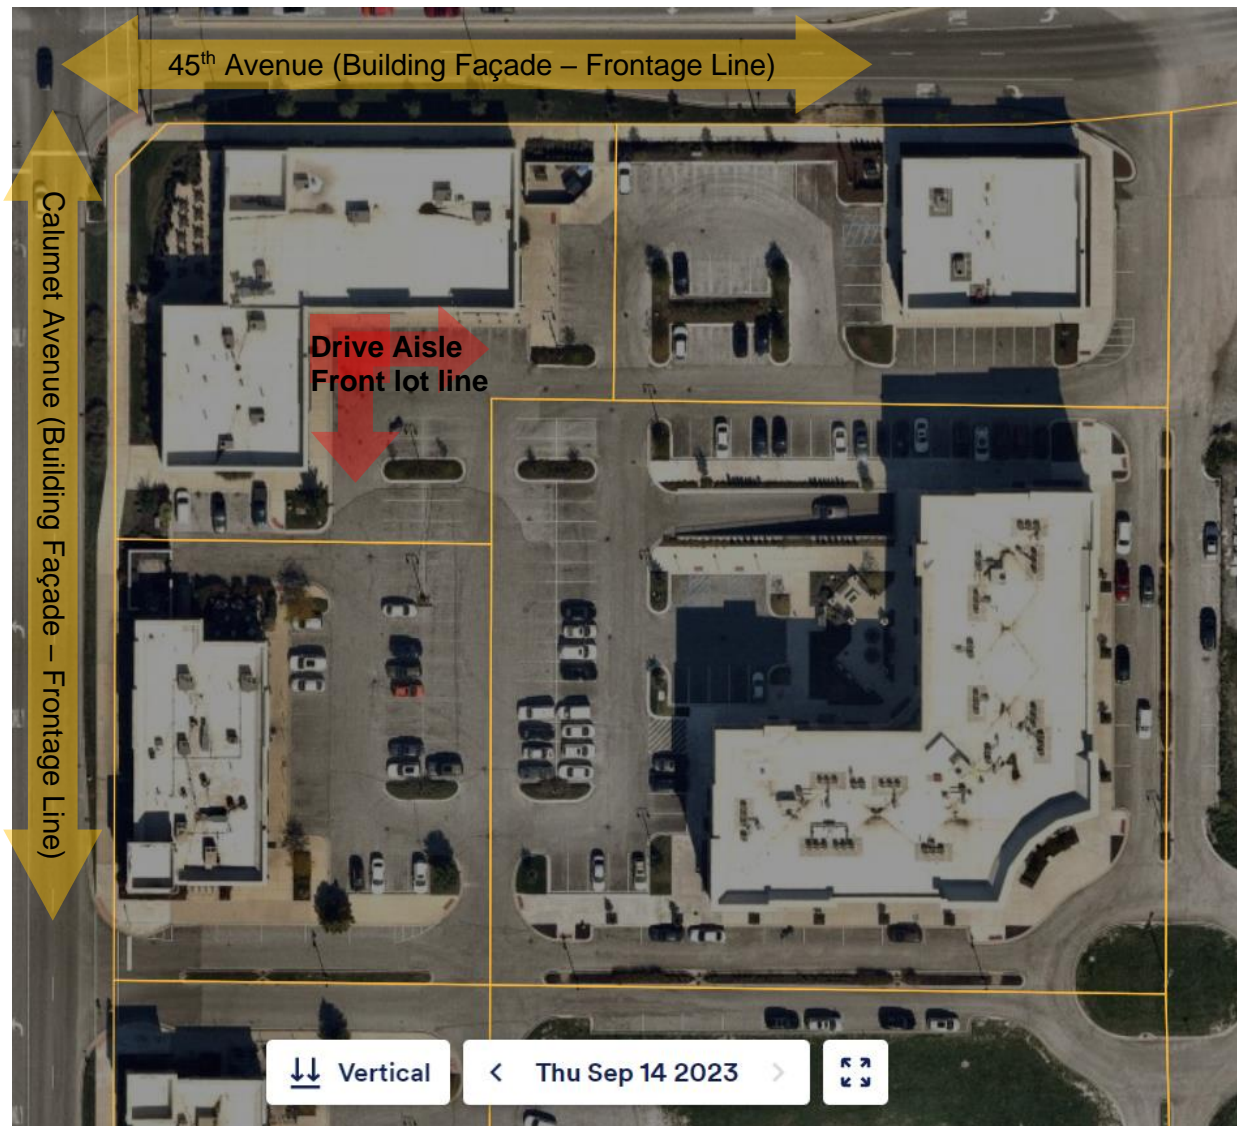 45th Avenue (Building Façade – Frontage Line)
Calumet Avenue (Building Façade – Frontage Line)
Drive Aisle
Front lot line
Vertical
Thu Sep 14 2023